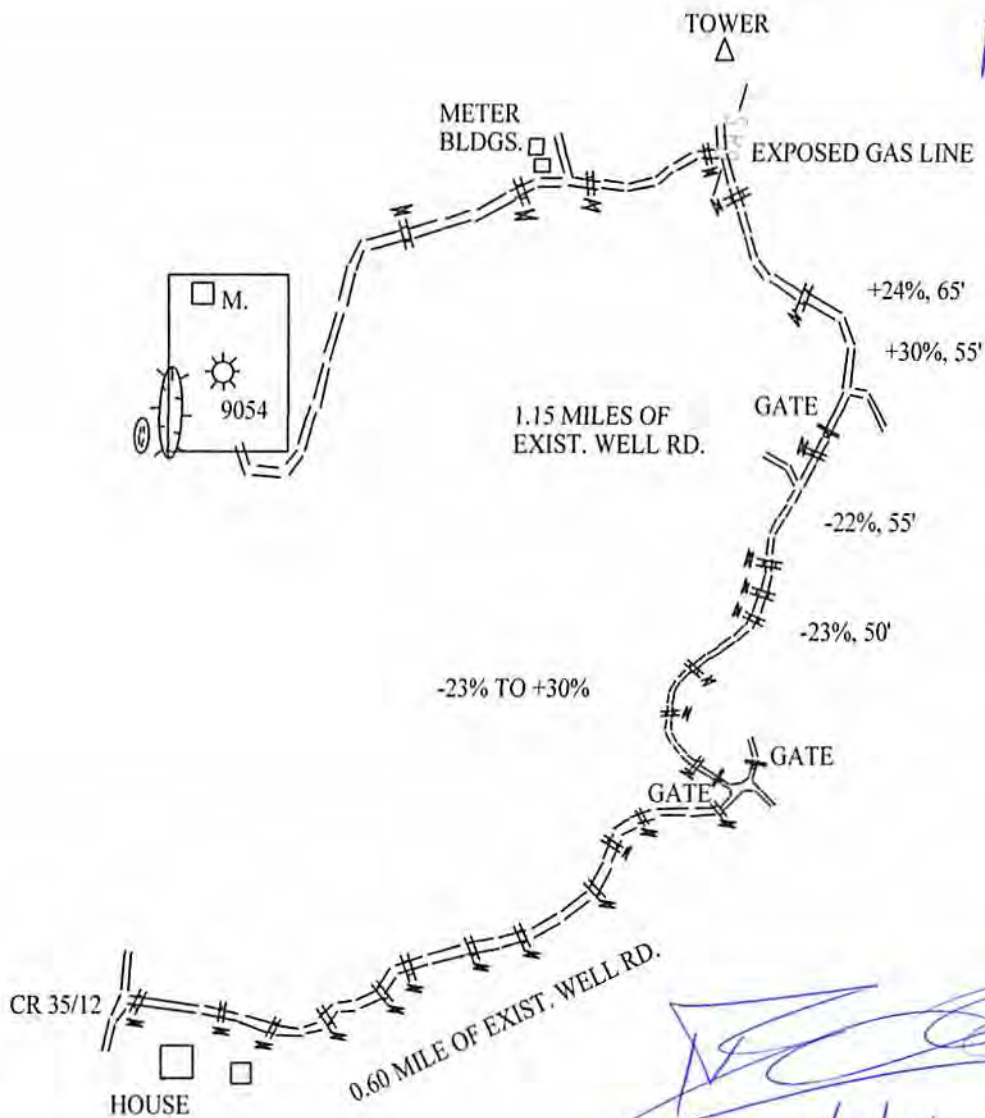 TOWER
METER
BLDGS.
EXPOSED GAS LINE
M.
+24%, 65'
+30%, 55'
9054
1.15 MILES OF
EXIST. WELL RD.
GATE
-22%, 55'
-23%, 50'
-23% TO +30%
GATE
GATE
CR 35/12
0.60 MILE OF EXIST. WELL RD.
HOUSE